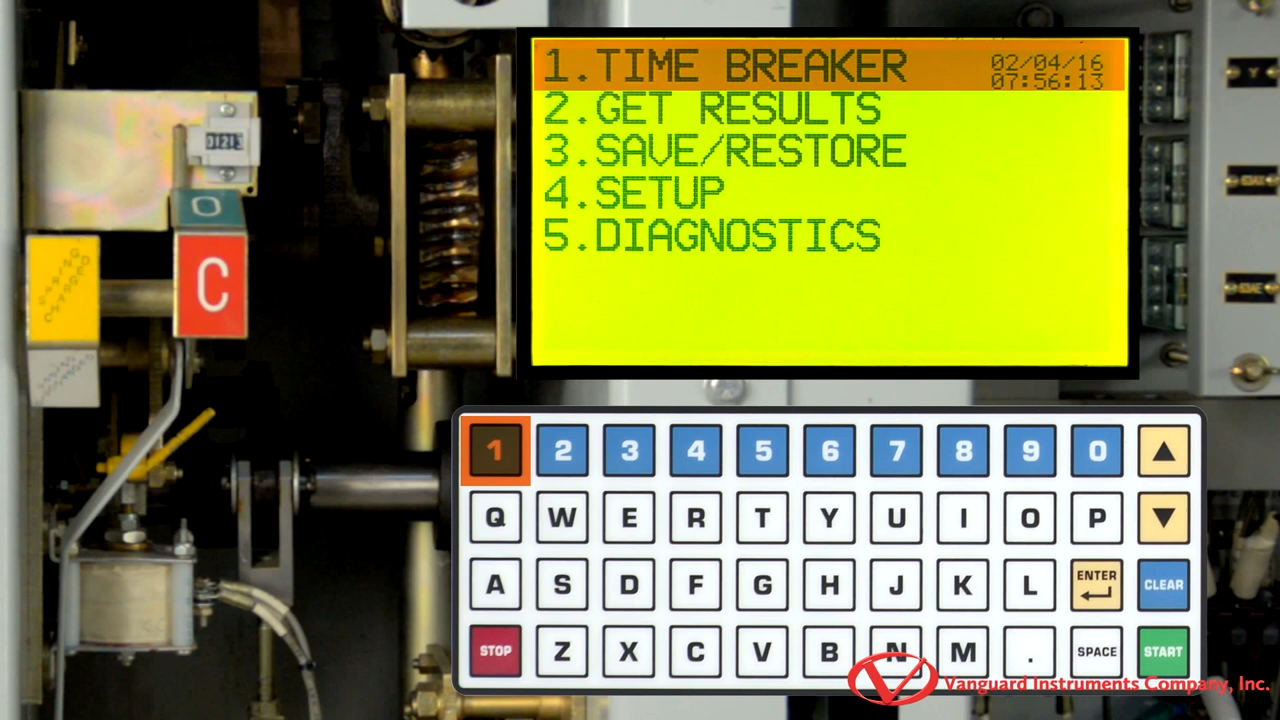 1.TIME BREAKER
02/04/16
07:56:13
2.GET RESULTS
3.SAVE/RESTORE
4.SETUP
5.DIAGNOSTICS
O
C
1 2 3 4 5 6 7 8 9 0 ▲
Q W E R T Y U I O P ▼
A S D F G H J K L ENTER CLEAR
STOP Z X C V B N M . SPACE START
Vanguard Instruments Company, Inc.